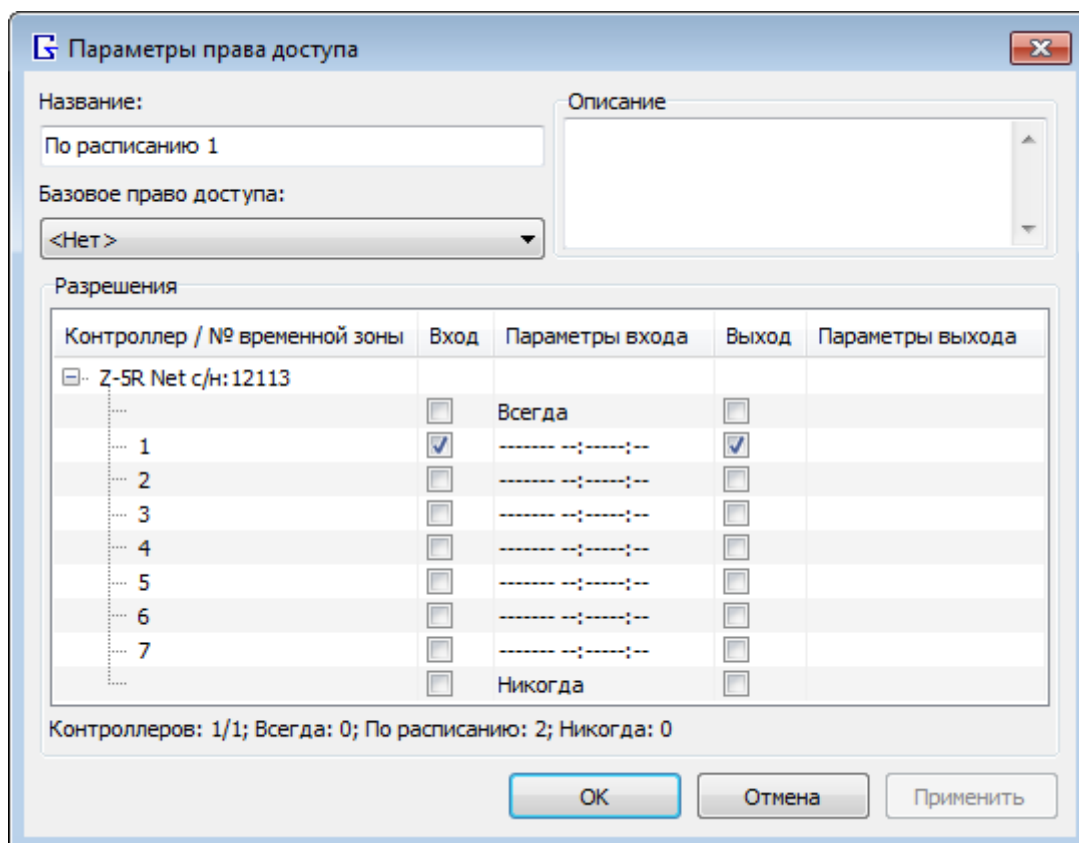 Параметры права доступа
Название:
Описание
По расписанию 1
Базовое право доступа:
<Нет>
Разрешения
Контроллер / № временной зоны Вход Параметры входа Выход Параметры выхода
Z-5R Net с/н:12113
Всегда
1 ------- --:-----:--
2 ------- --:-----:--
3 ------- --:-----:--
4 ------- --:-----:--
5 ------- --:-----:--
6 ------- --:-----:--
7 ------- --:-----:--
Никогда
Контроллеров: 1/1; Всегда: 0; По расписанию: 2; Никогда: 0
ОК Отмена Применить